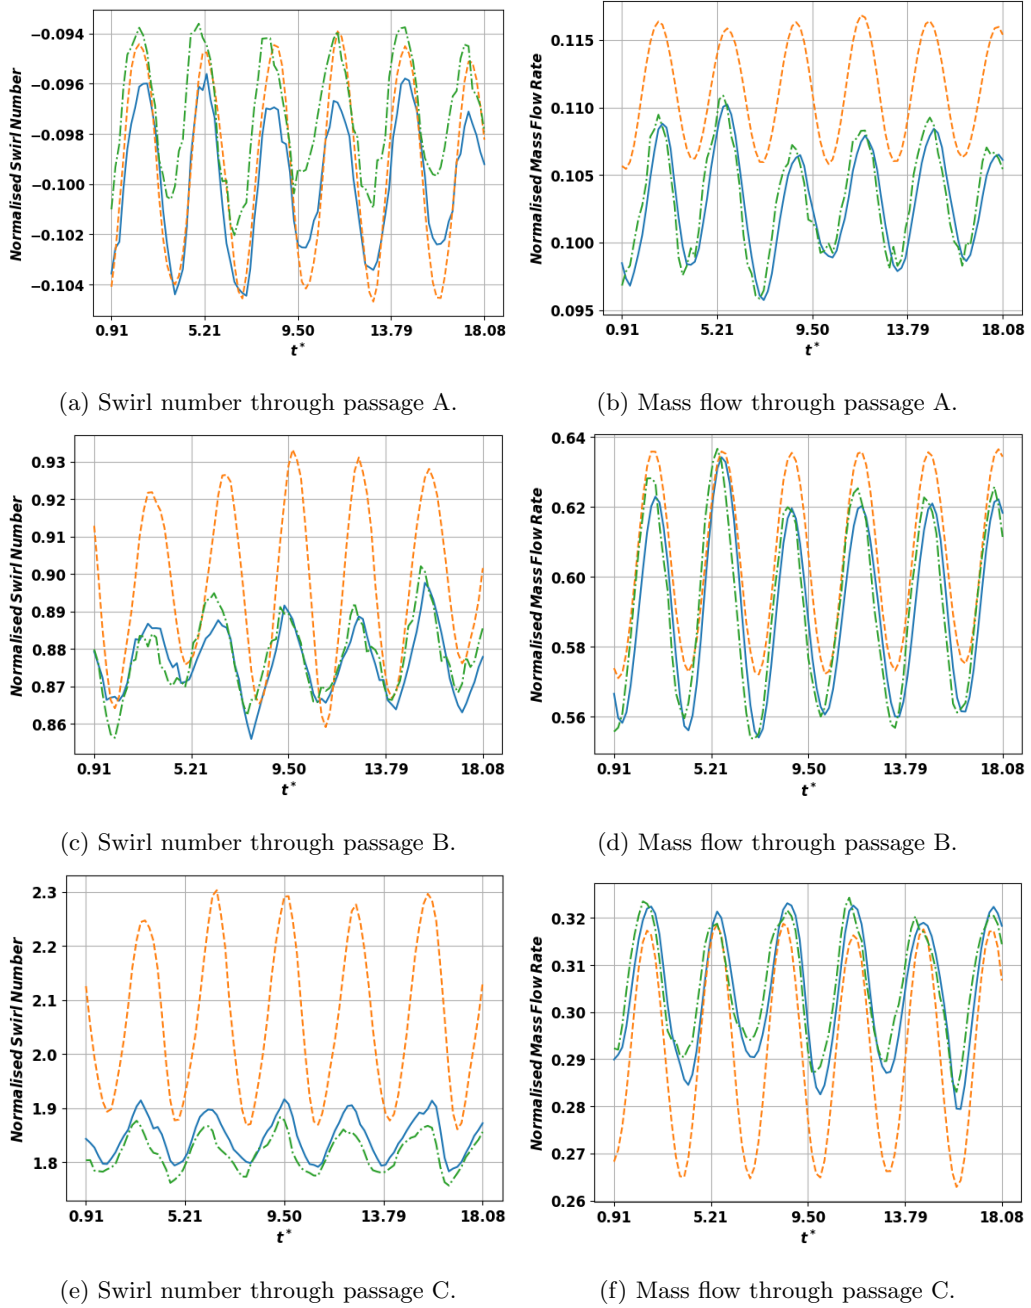 −0.094
−0.096
−0.098
−0.100
−0.102
−0.104
Normalised Swirl Number
0.91 5.21 9.50 13.79 18.08
t*
(a) Swirl number through passage A.
0.115
0.110
0.105
0.100
0.095
Normalised Mass Flow Rate
0.91 5.21 9.50 13.79 18.08
t*
(b) Mass flow through passage A.
0.93
0.92
0.91
0.90
0.89
0.88
0.87
0.86
Normalised Swirl Number
0.91 5.21 9.50 13.79 18.08
t*
(c) Swirl number through passage B.
0.64
0.62
0.60
0.58
0.56
Normalised Mass Flow Rate
0.91 5.21 9.50 13.79 18.08
t*
(d) Mass flow through passage B.
2.3
2.2
2.1
2.0
1.9
1.8
Normalised Swirl Number
0.91 5.21 9.50 13.79 18.08
t*
(e) Swirl number through passage C.
0.32
0.31
0.30
0.29
0.28
0.27
0.26
Normalised Mass Flow Rate
0.91 5.21 9.50 13.79 18.08
t*
(f) Mass flow through passage C.